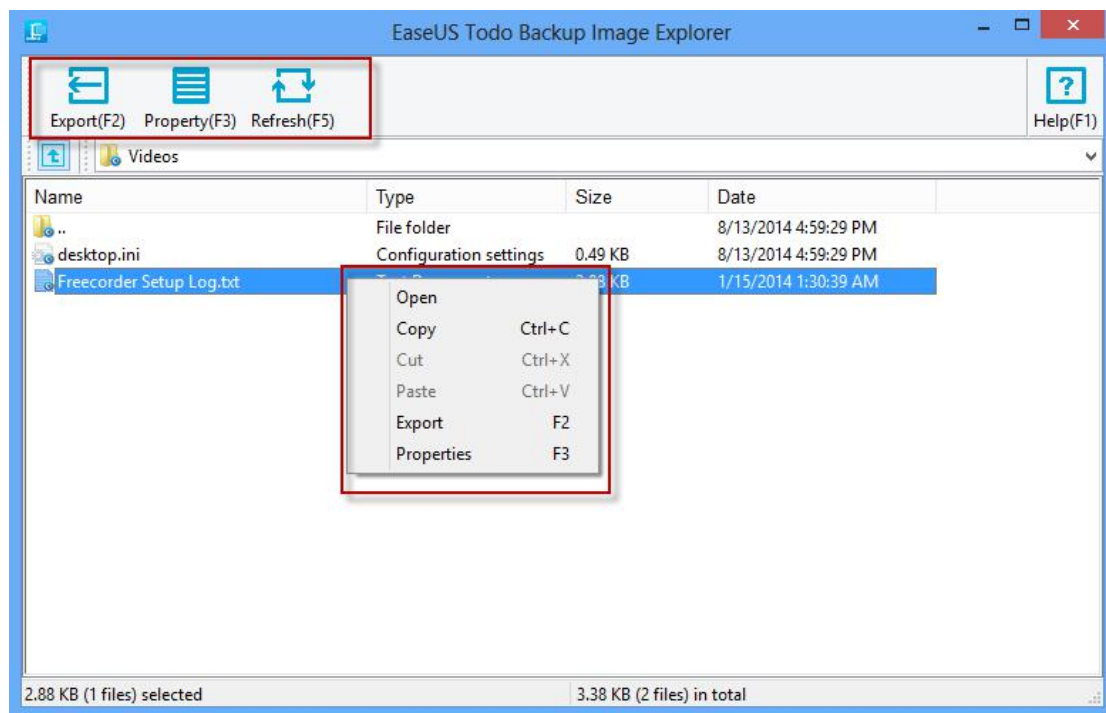 EaseUS Todo Backup Image Explorer
Export(F2) Property(F3) Refresh(F5) Help(F1)
Videos
Name Type Size Date
.. File folder 8/13/2014 4:59:29 PM
desktop.ini Configuration settings 0.49 KB 8/13/2014 4:59:29 PM
Freecorder Setup Log.txt KB 1/15/2014 1:30:39 AM
Open
Copy Ctrl+C
Cut Ctrl+X
Paste Ctrl+V
Export F2
Properties F3
2.88 KB (1 files) selected 3.38 KB (2 files) in total